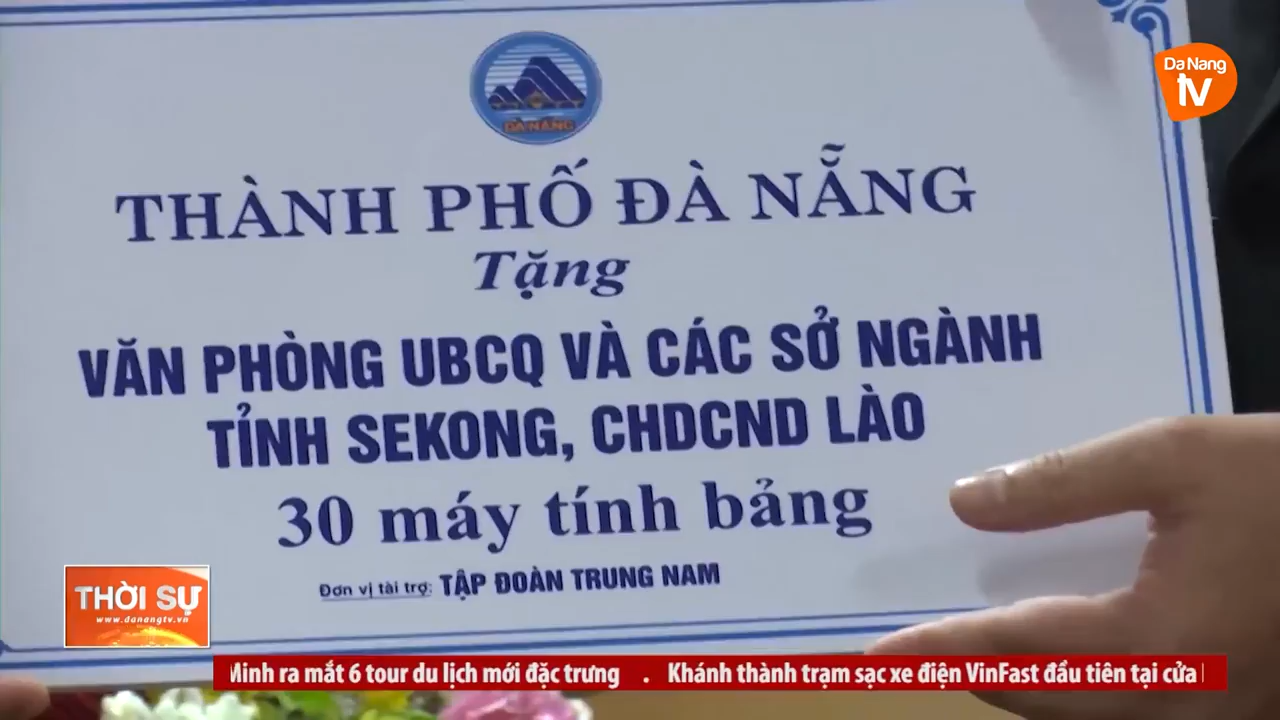 Da Nang
tv
ĐÀ NẴNG
THÀNH PHỐ ĐÀ NẴNG
Tặng
VĂN PHÒNG UBCQ VÀ CÁC SỞ NGÀNH
TỈNH SEKONG, CHDCND LÀO
30 máy tính bảng
Đơn vị tài trợ: TẬP ĐOÀN TRUNG NAM
THỜI SỰ
www.danangtv.vn
Minh ra mắt 6 tour du lịch mới đặc trưng . Khánh thành trạm sạc xe điện VinFast đầu tiên tại cửa